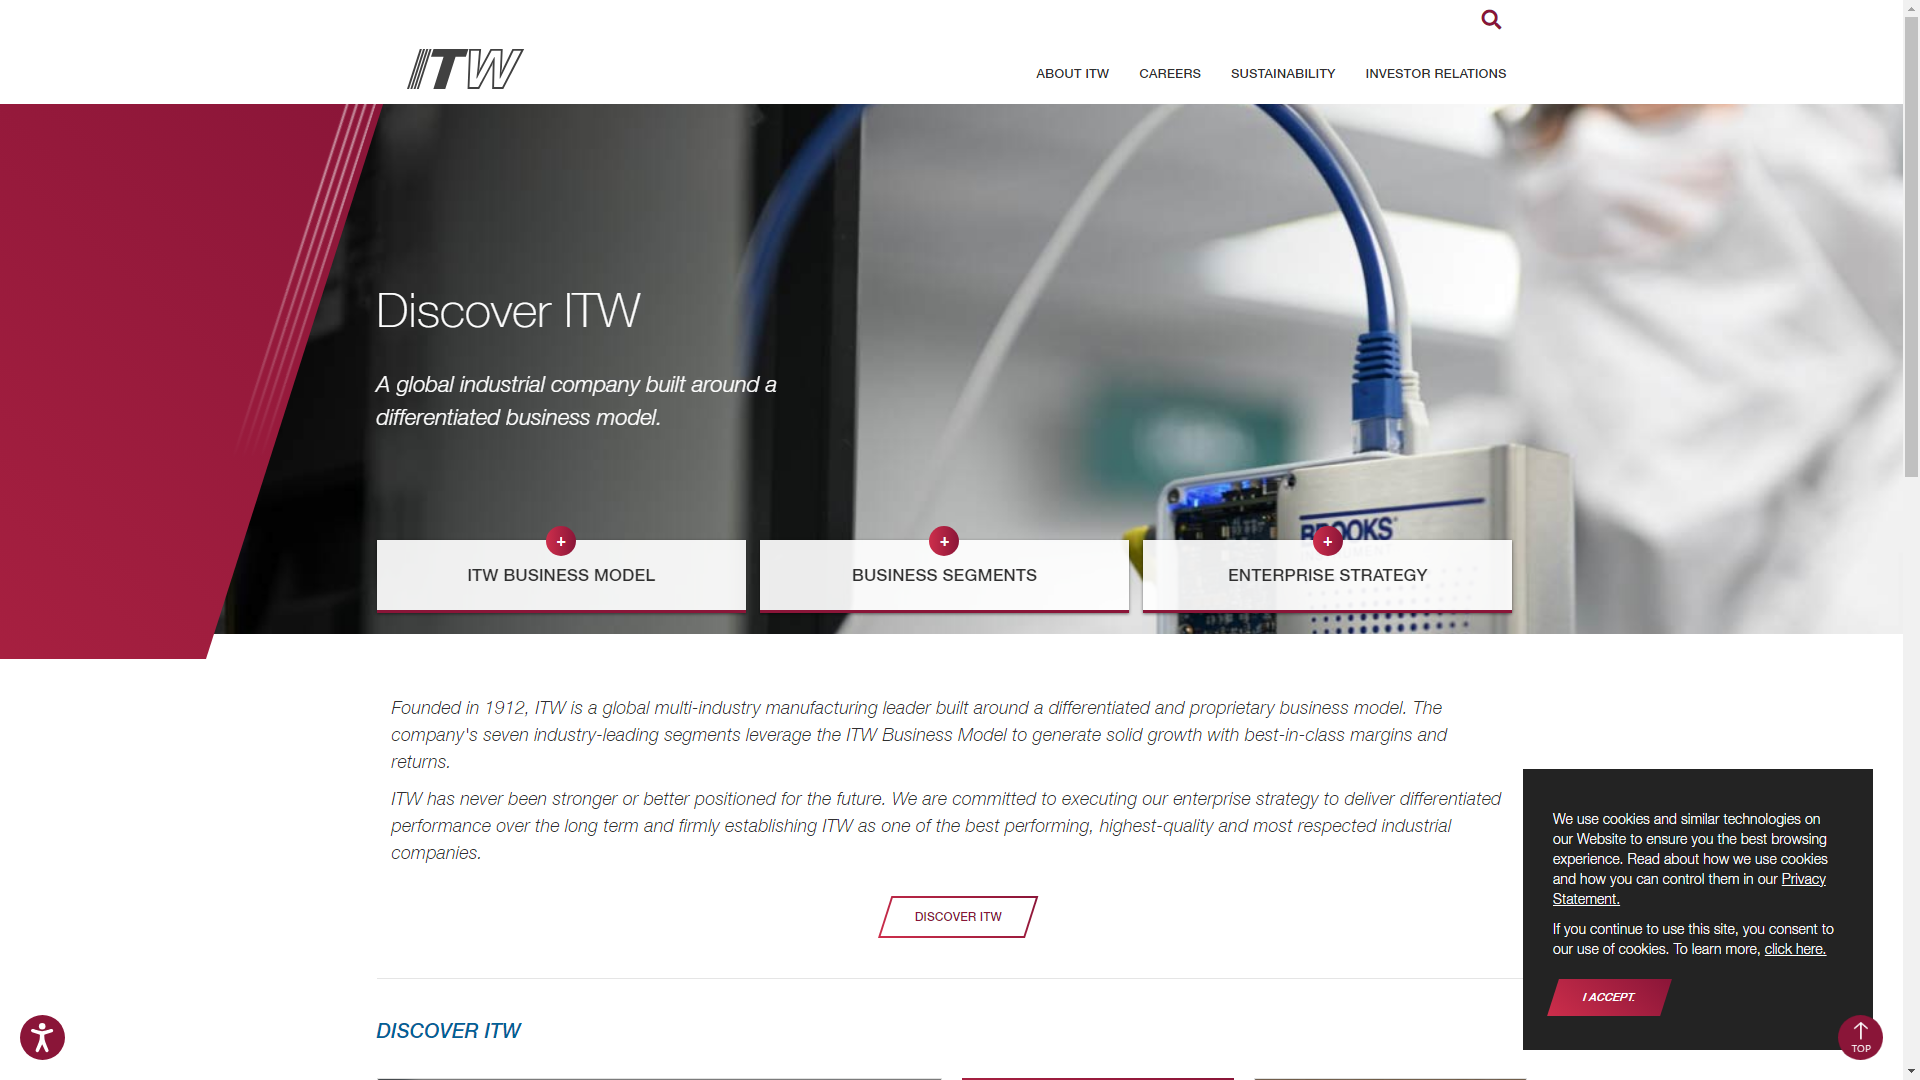 ITW
ABOUT ITW
CAREERS
SUSTAINABILITY
INVESTOR RELATIONS
Discover ITW
A global industrial company built around a
differentiated business model.
BROOKS
+
+
+
ITW BUSINESS MODEL
BUSINESS SEGMENTS
ENTERPRISE STRATEGY
Founded in 1912, ITW is a global multi-industry manufacturing leader built around a differentiated and proprietary business model. The
company's seven industry-leading segments leverage the ITW Business Model to generate solid growth with best-in-class margins and
returns.
ITW has never been stronger or better positioned for the future. We are committed to executing our enterprise strategy to deliver differentiated
performance over the long term and firmly establishing ITW as one of the best performing, highest-quality and most respected industrial
companies.
DISCOVER ITW
DISCOVER ITW
We use cookies and similar technologies on
our Website to ensure you the best browsing
experience. Read about how we use cookies
and how you can control them in our Privacy
Statement.
If you continue to use this site, you consent to
our use of cookies. To learn more, click here.
I ACCEPT.
TOP